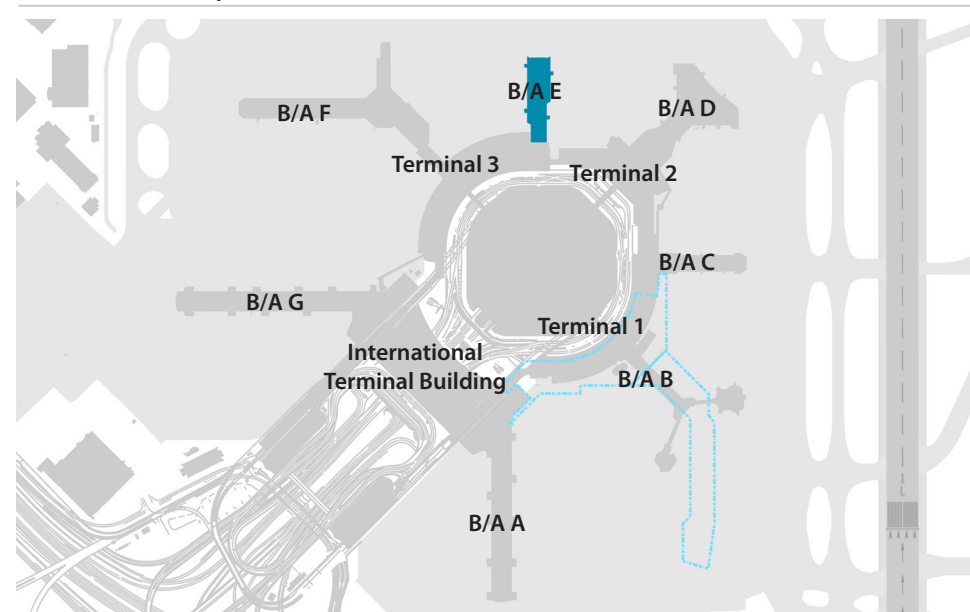 B/A E
B/A F
B/A D
Terminal 3
Terminal 2
B/A C
B/A G
Terminal 1
International
Terminal Building
B/A B
B/A A